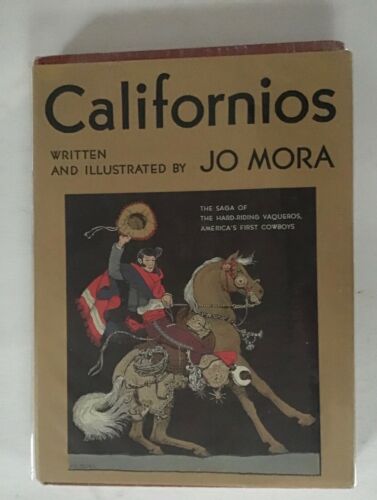 Californios
WRITTEN
AND ILLUSTRATED BY JO MORA
THE SAGA OF
THE HARD-RIDING VAQUEROS,
AMERICA'S FIRST COWBOYS